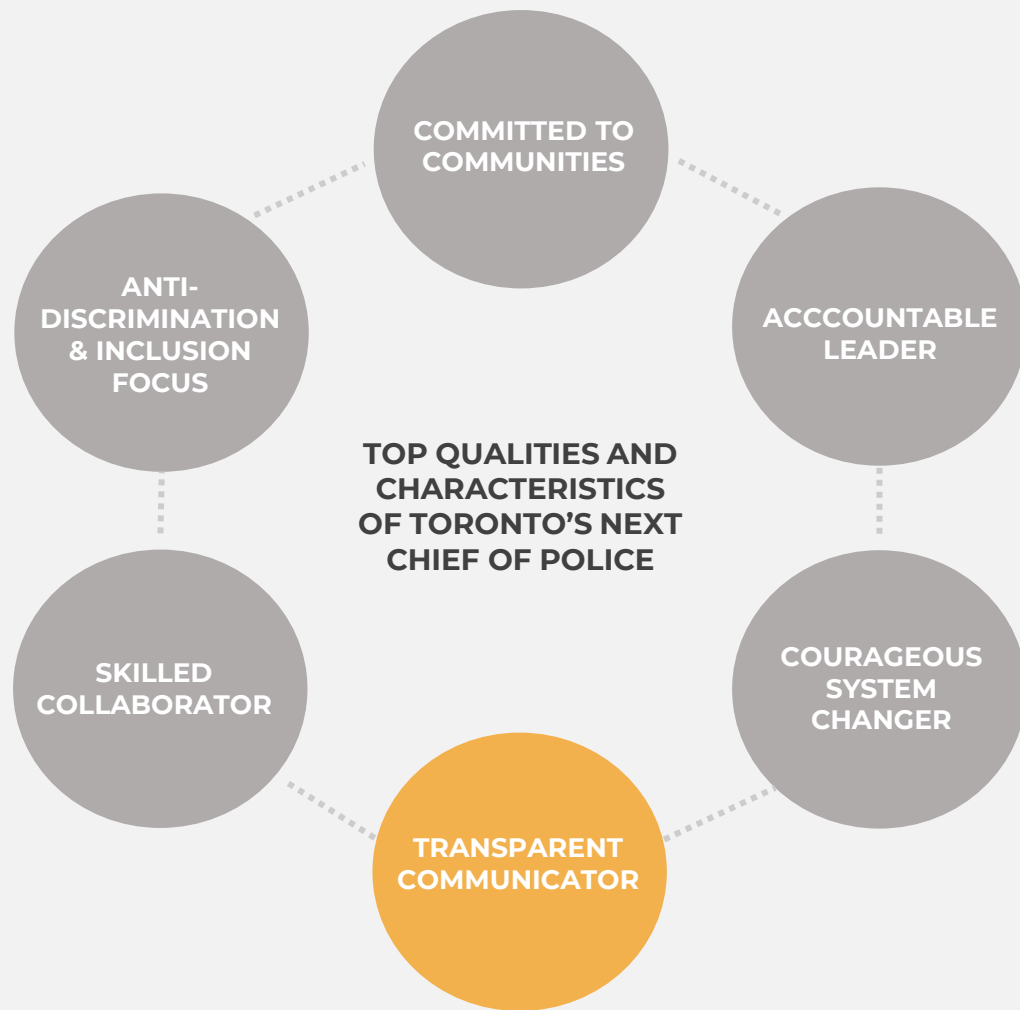 COMMITTED TO
COMMUNITIES
ANTI-
DISCRIMINATION
& INCLUSION
FOCUS
ACCCOUNTABLE
LEADER
TOP QUALITIES AND
CHARACTERISTICS
OF TORONTO’S NEXT
CHIEF OF POLICE
SKILLED
COLLABORATOR
COURAGEOUS
SYSTEM
CHANGER
TRANSPARENT
COMMUNICATOR